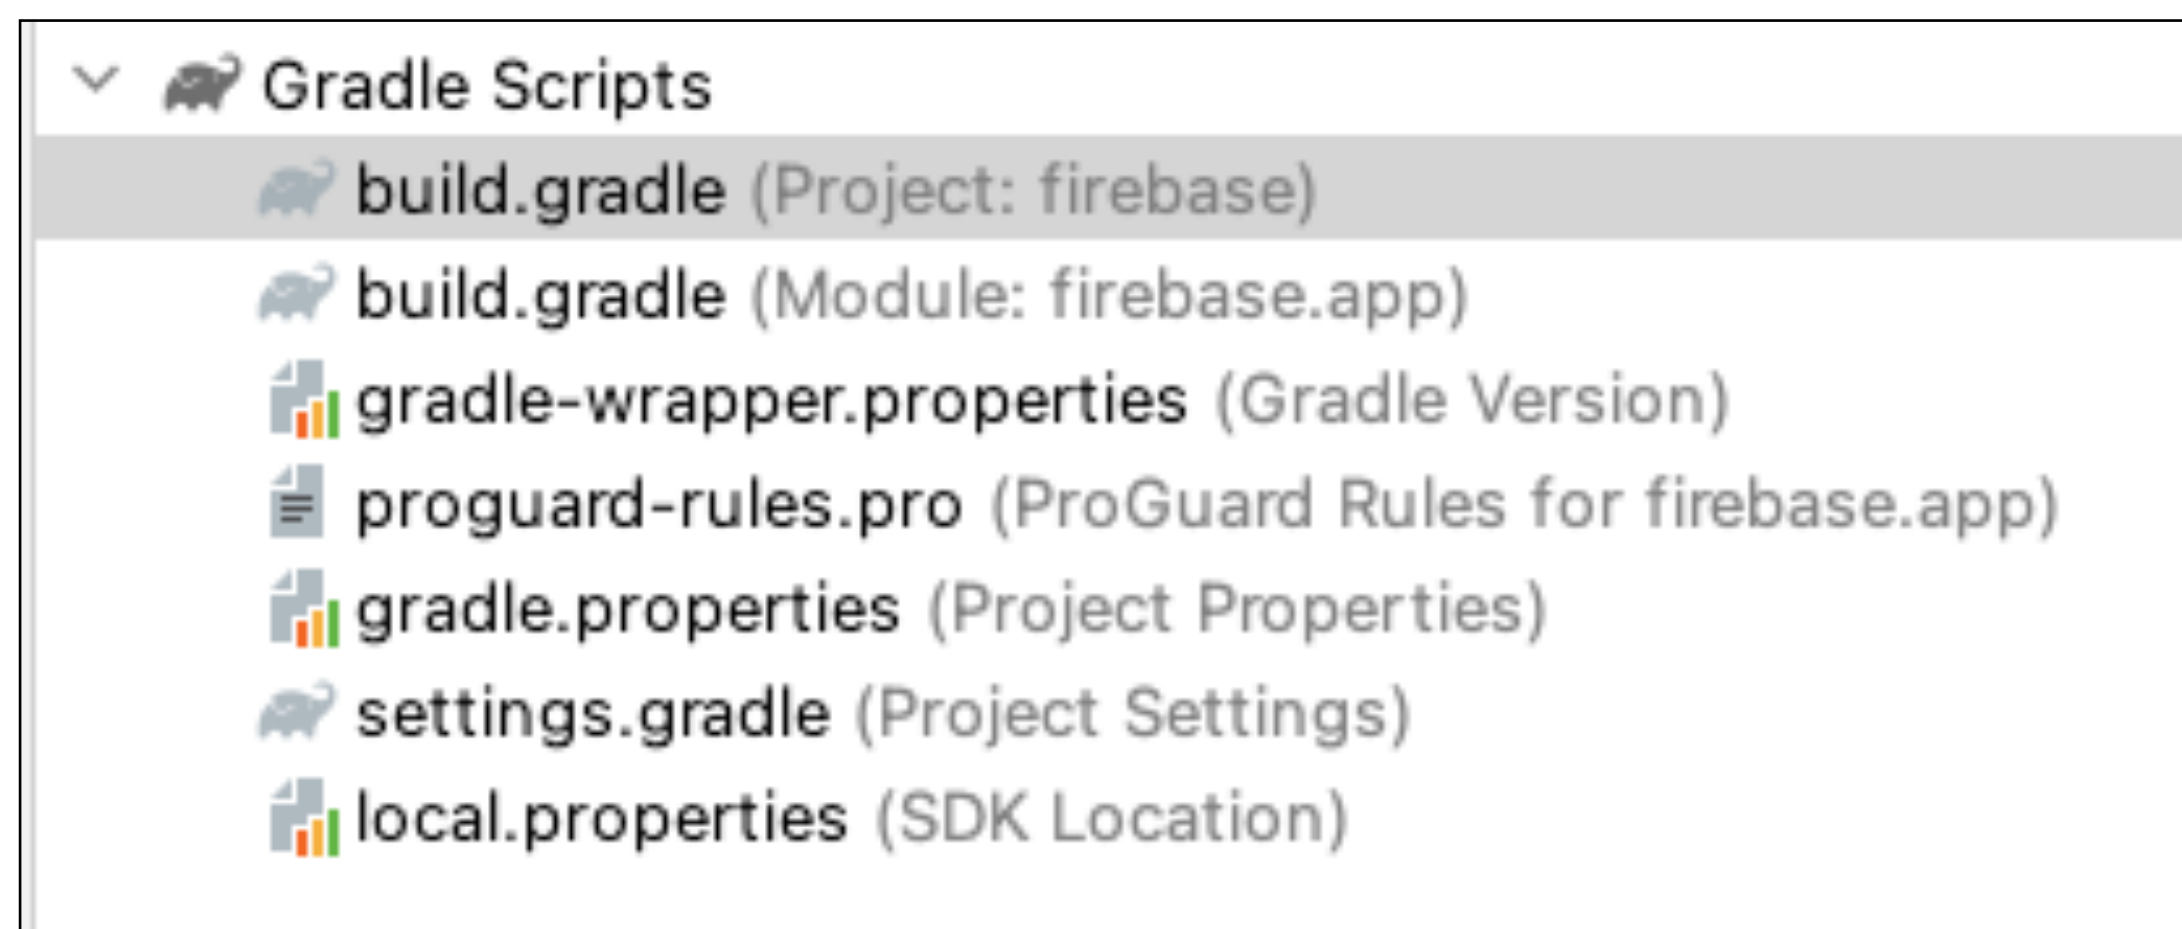 Gradle Scripts
build.gradle (Project: firebase)
build.gradle (Module: firebase.app)
gradle-wrapper.properties (Gradle Version)
proguard-rules.pro (ProGuard Rules for firebase.app)
gradle.properties (Project Properties)
settings.gradle (Project Settings)
local.properties (SDK Location)